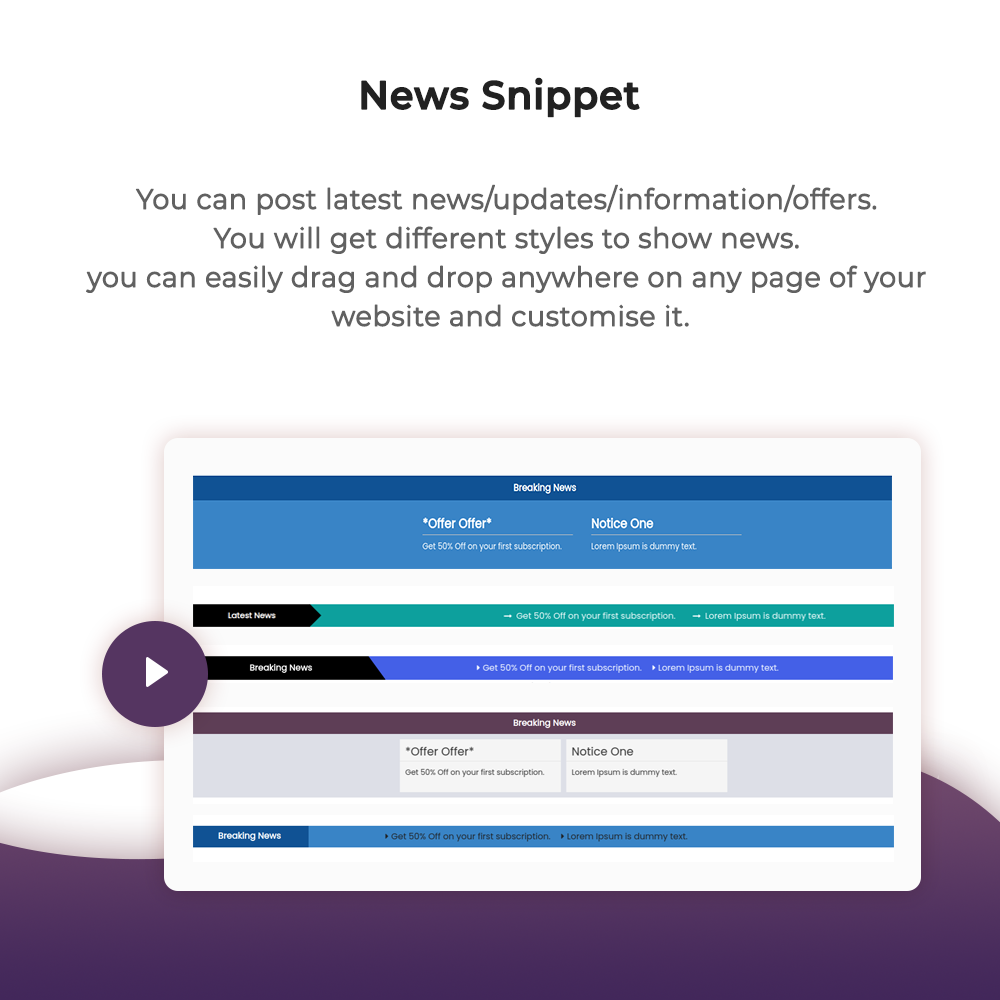 News Snippet
You can post latest news/updates/information/offers.
You will get different styles to show news.
you can easily drag and drop anywhere on any page of your
website and customise it.
Breaking News
*Offer Offer*
Get 50% Off on your first subscription.
Notice One
Lorem Ipsum is dummy text.
Latest News
Get 50% Off on your first subscription.
Lorem Ipsum is dummy text.
Breaking News
Get 50% Off on your first subscription.
Lorem Ipsum is dummy text.
Breaking News
*Offer Offer*
Get 50% Off on your first subscription.
Notice One
Lorem Ipsum is dummy text.
Breaking News
Get 50% Off on your first subscription.
Lorem Ipsum is dummy text.